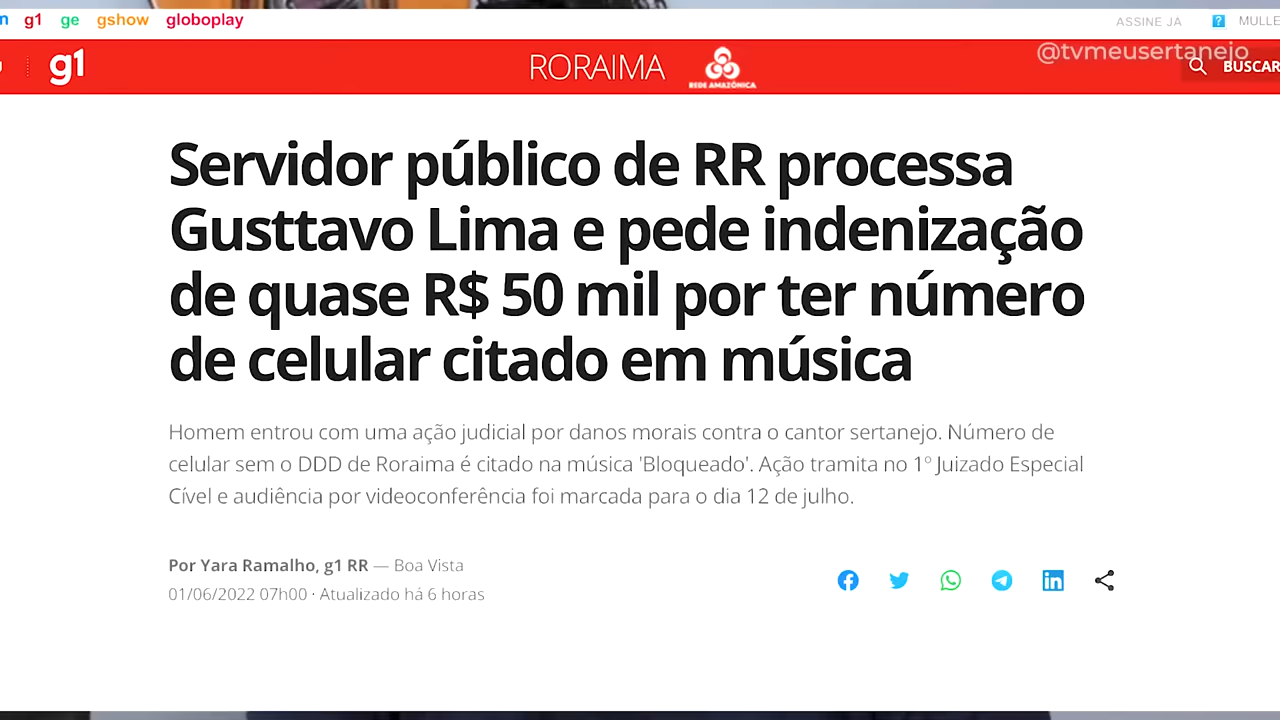 g1 ge gshow globoplay ASSINE JÁ ? MULLE
g1 RORAIMA REDE AMAZÔNICA @tvmeusertanejo BUSCAR
Servidor público de RR processa
Gusttavo Lima e pede indenização
de quase R$ 50 mil por ter número
de celular citado em música
Homem entrou com uma ação judicial por danos morais contra o cantor sertanejo. Número de
celular sem o DDD de Roraima é citado na música 'Bloqueado'. Ação tramita no 1º Juizado Especial
Cível e audiência por videoconferência foi marcada para o dia 12 de julho.
Por Yara Ramalho, g1 RR — Boa Vista
01/06/2022 07h00 · Atualizado há 6 horas